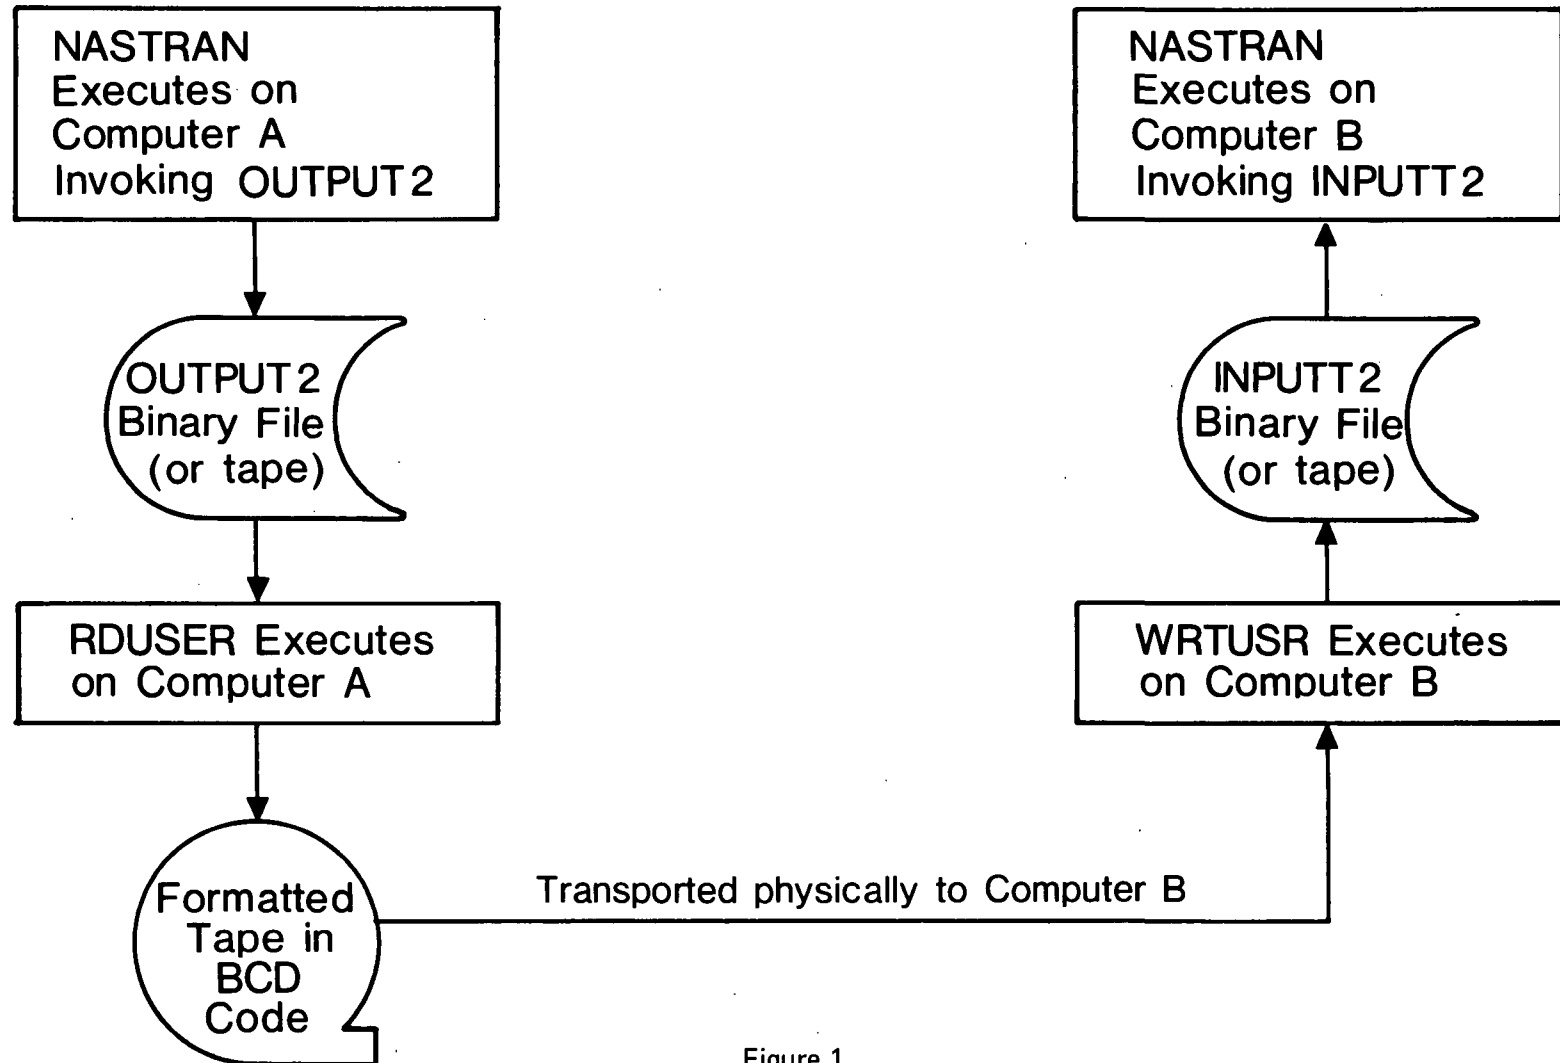 NASTRAN
Executes on
Computer A
Invoking OUTPUT2
OUTPUT2
Binary File
(or tape)
RDUSER Executes
on Computer A
Formatted
Tape in
BCD
Code
Transported physically to Computer B
NASTRAN
Executes on
Computer B
Invoking INPUTT2
INPUTT2
Binary File
(or tape)
WRTUSR Executes
on Computer B
Figure 1